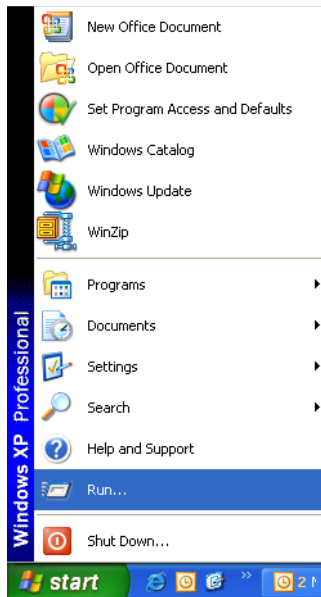 New Office Document
Open Office Document
Set Program Access and Defaults
Windows Catalog
Windows Update
WinZip
Programs
Documents
Settings
Search
Help and Support
Run...
Shut Down...
Windows XP Professional
start
2